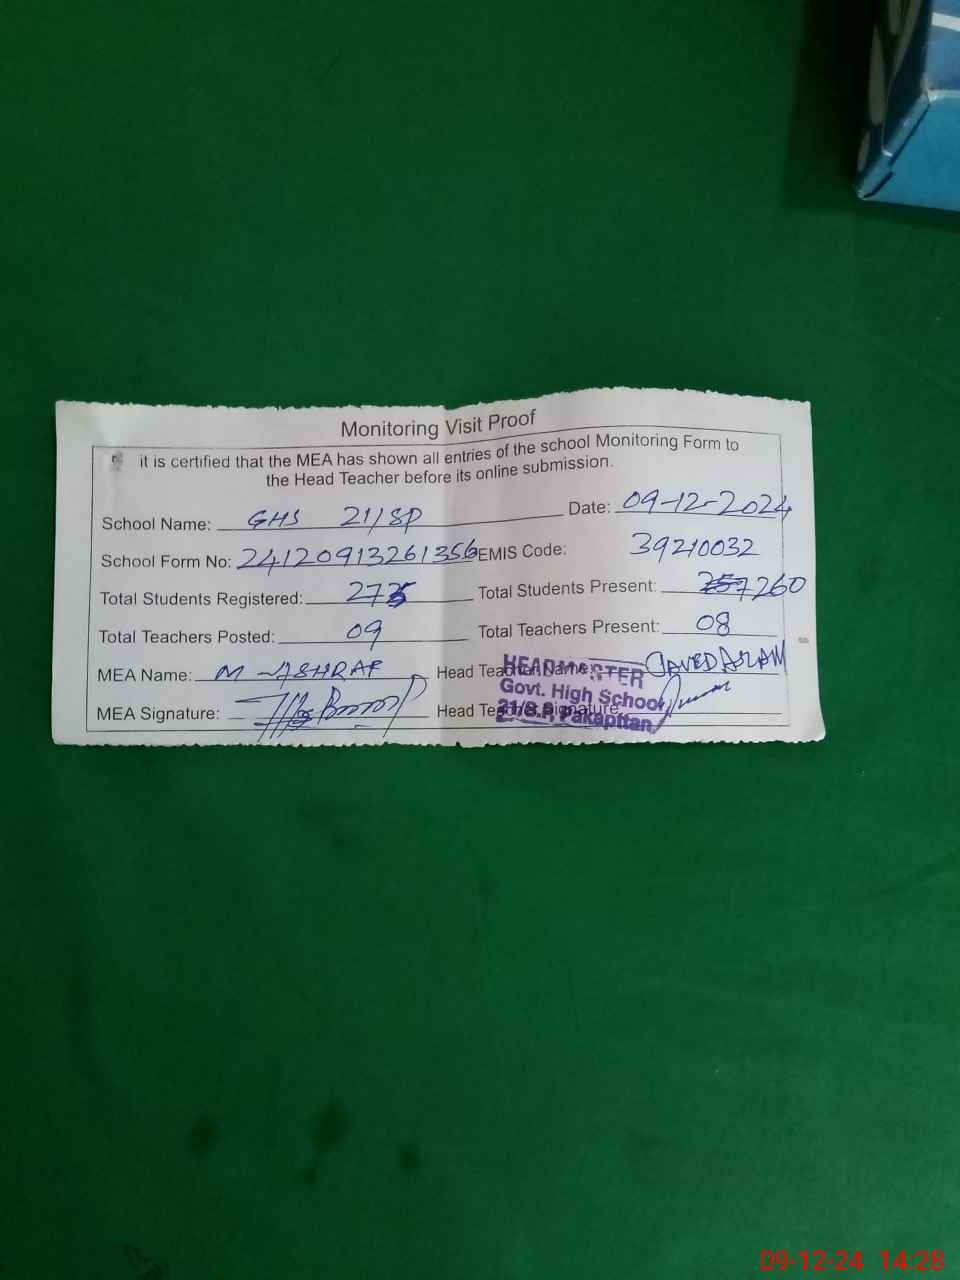 Monitoring Visit Proof
it is certified that the MEA has shown all entries of the school Monitoring Form to
the Head Teacher before its online submission.
School Name: GHS 21/SP Date: 09-12-2024
School Form No: 24120913261356 EMIS Code: 39210032
Total Students Registered: 275 Total Students Present: 257 260
Total Teachers Posted: 09 Total Teachers Present: 08
MEA Name: M-ASHRAF Head Teacher Name: JAVED
MEA Signature: Head Teacher Signature:
HEADMASTER
Govt. High School
21/S.P, Pakapttan
09-12-24 14:28